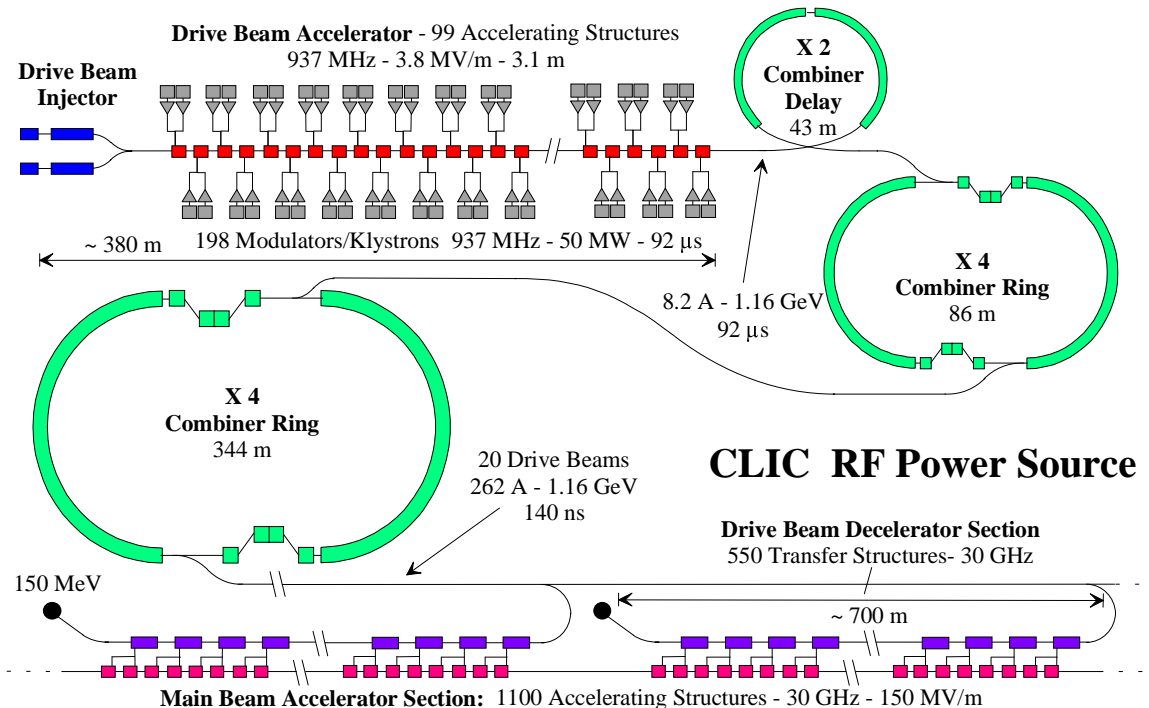 Drive Beam Accelerator - 99 Accelerating Structures
937 MHz - 3.8 MV/m - 3.1 m
Drive Beam
Injector
X 2
Combiner
Delay
43 m
~ 380 m
198 Modulators/Klystrons 937 MHz - 50 MW - 92 μs
8.2 A - 1.16 GeV
92 μs
X 4
Combiner Ring
86 m
X 4
Combiner Ring
344 m
20 Drive Beams
262 A - 1.16 GeV
140 ns
CLIC RF Power Source
Drive Beam Decelerator Section
550 Transfer Structures- 30 GHz
150 MeV
~ 700 m
Main Beam Accelerator Section: 1100 Accelerating Structures - 30 GHz - 150 MV/m